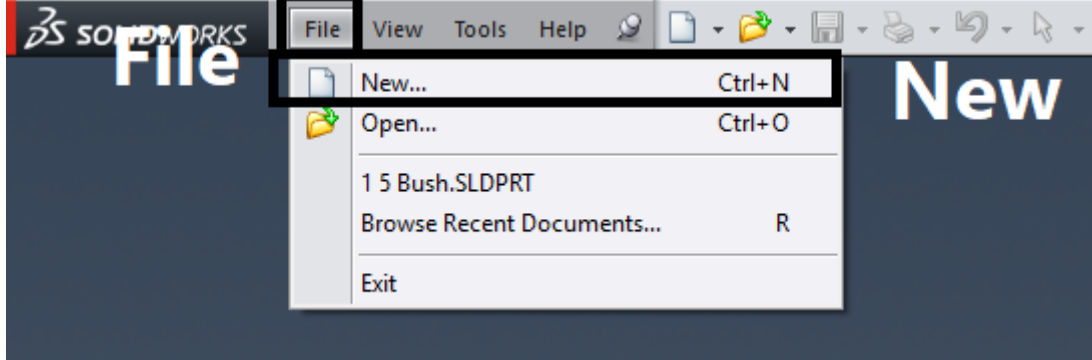 SOLIDWORKS File View Tools Help
File
New... Ctrl+N
New
Open... Ctrl+O
1 5 Bush.SLDPRT
Browse Recent Documents... R
Exit